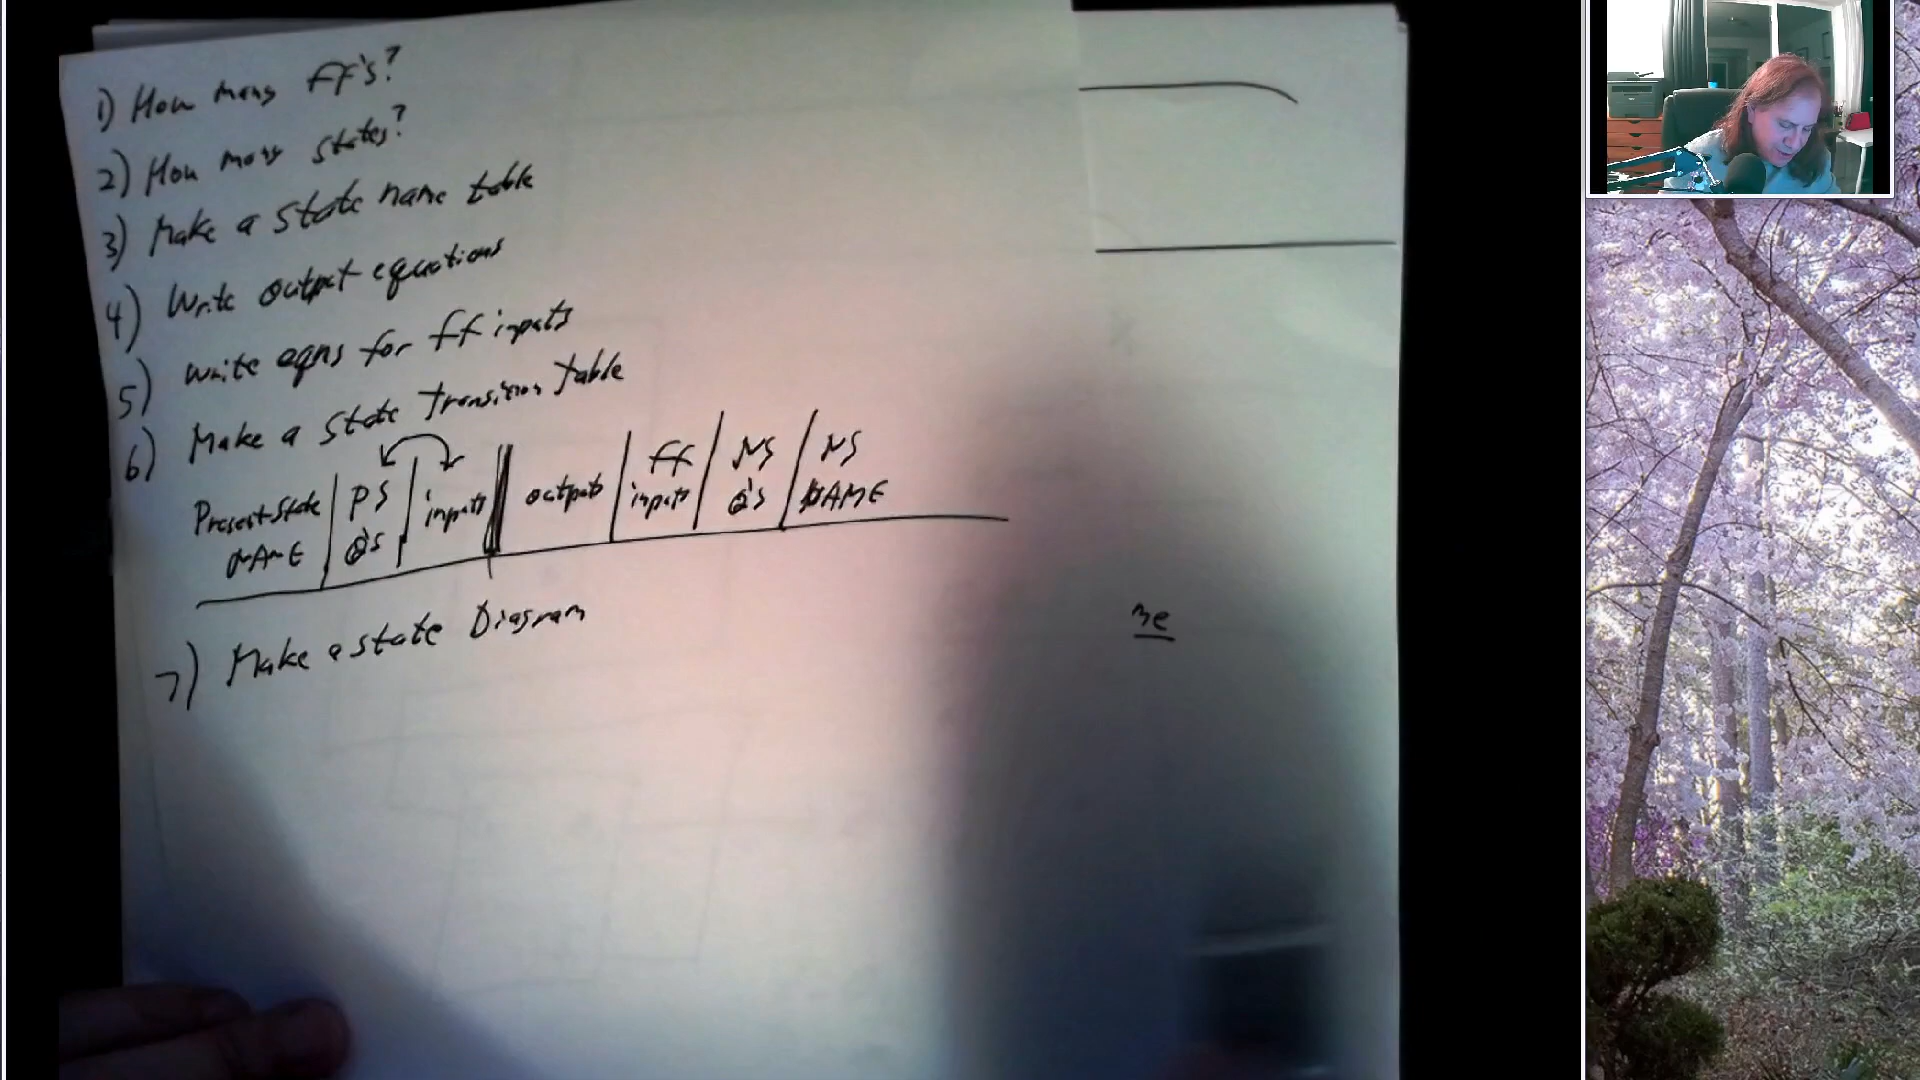 1) How many FF's?
2) How many states?
3) Make a state name table
4) Write output equations
5) write eqns for ff inputs
6) Make a state Transition Table
Present State NAME | PS Q's | inputs || outputs | ff inputs | NS Q's | NS NAME
7) Make a state Diagram
me